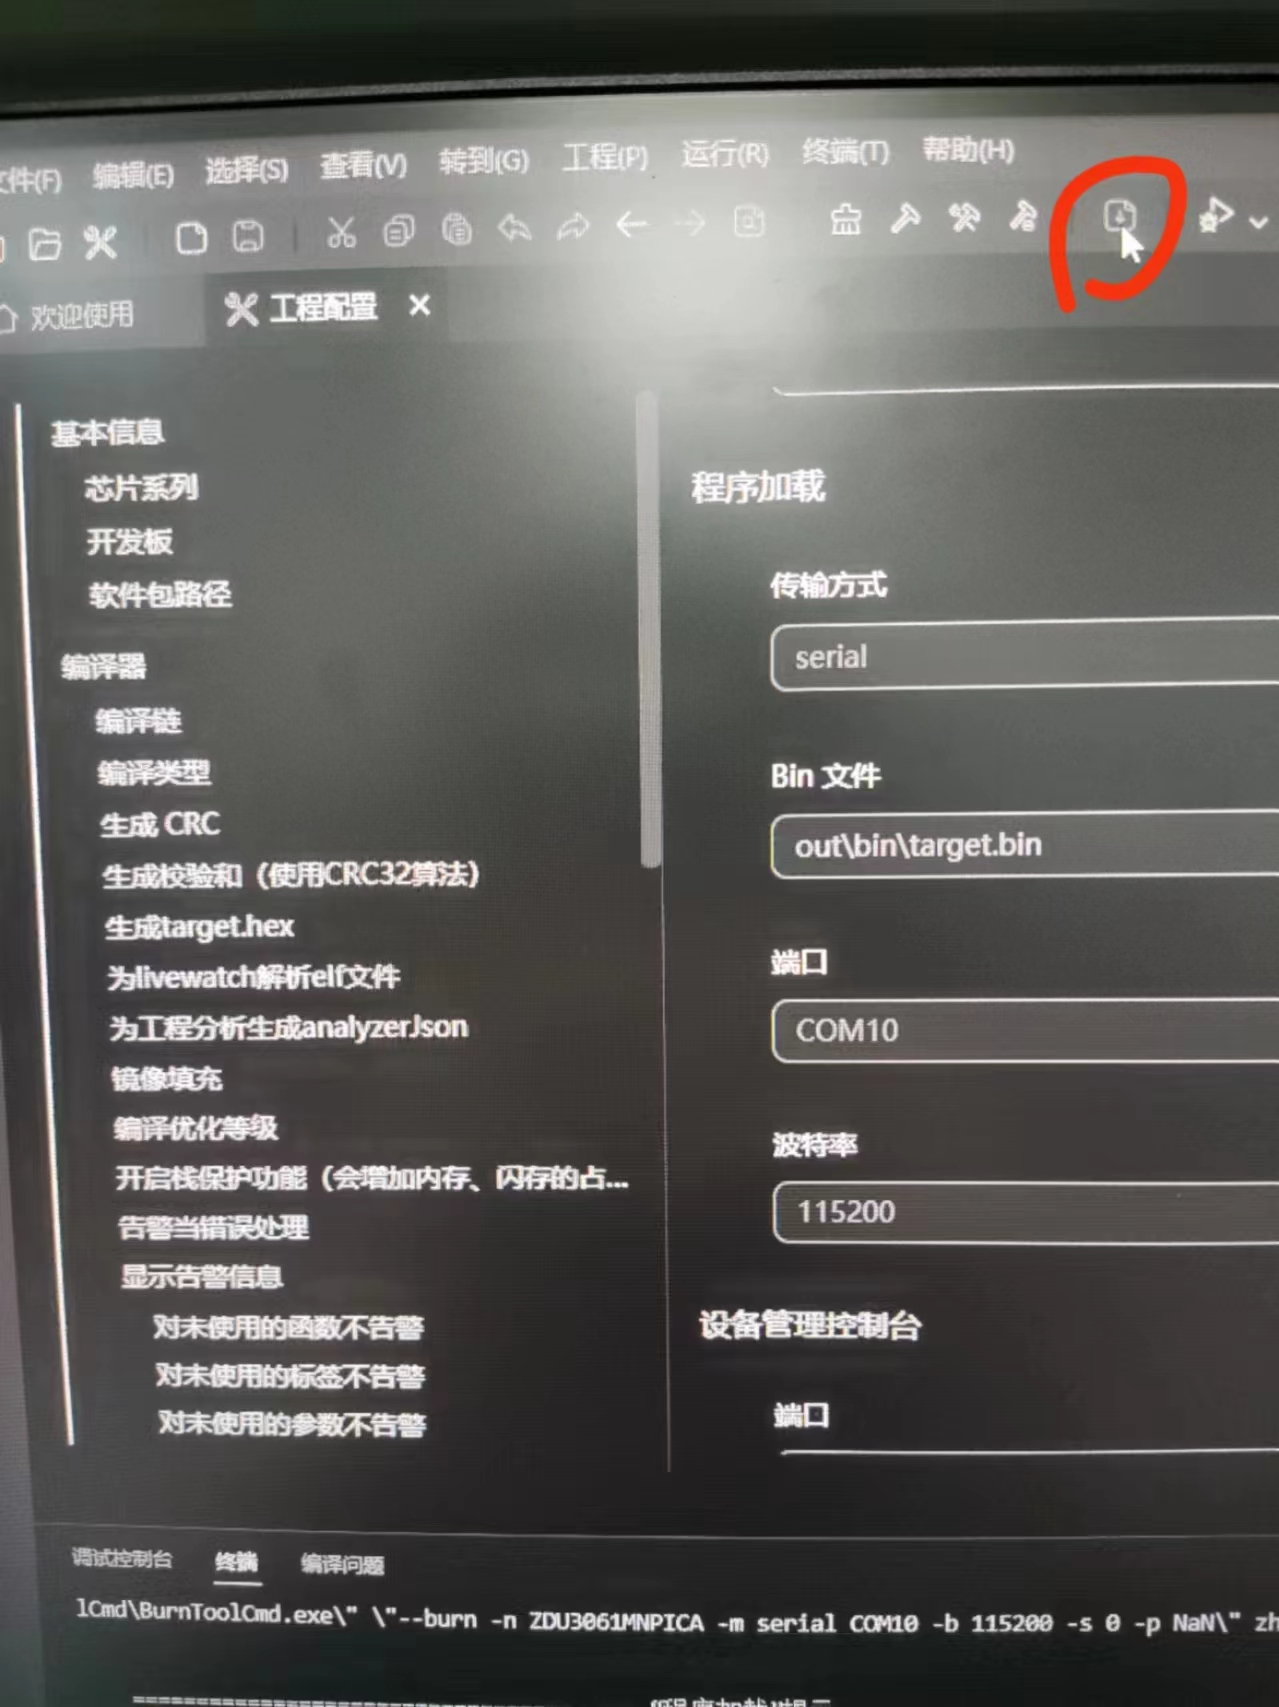 文件(F) 编辑(E) 选择(S) 查看(V) 转到(G) 工程(P) 运行(R) 终端(T) 帮助(H)
欢迎使用 工程配置
基本信息
芯片系列
开发板
软件包路径
编译器
编译链
编译类型
生成 CRC
生成校验和（使用CRC32算法）
生成target.hex
为livewatch解析elf文件
为工程分析生成analyzerJson
镜像填充
编译优化等级
开启栈保护功能（会增加内存、闪存的占...
告警当错误处理
显示告警信息
对未使用的函数不告警
对未使用的标签不告警
对未使用的参数不告警
程序加载
传输方式
serial
Bin 文件
out\bin\target.bin
端口
COM10
波特率
115200
设备管理控制台
端口
调试控制台 终端 编译问题
lCmd\BurnToolCmd.exe\" \"--burn -n ZDU3061MNPICA -m serial COM10 -b 115200 -s 0 -p NaN\" zh